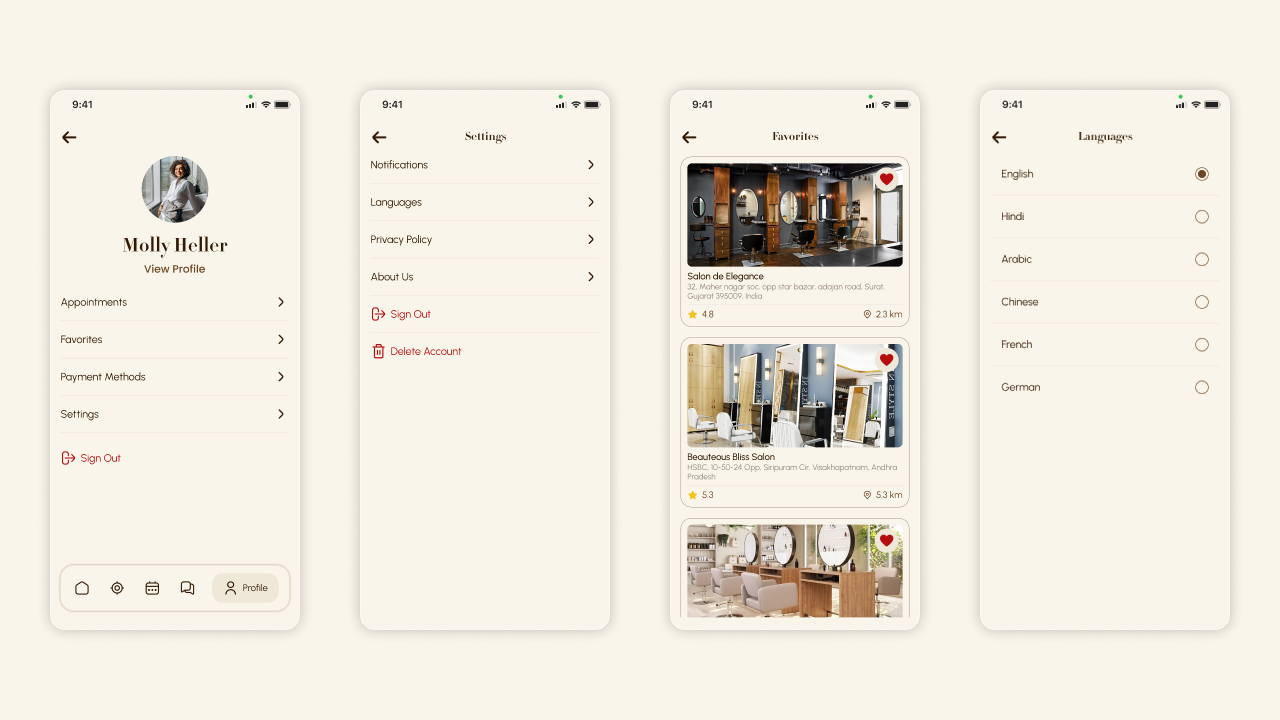 9:41
Molly Heller
View Profile
Appointments
Favorites
Payment Methods
Settings
Sign Out
Profile
9:41
Settings
Notifications
Languages
Privacy Policy
About Us
Sign Out
Delete Account
9:41
Favorites
Salon de Elegance
32, Maher nagar soc, opp star bazar, adajan road, Surat,
Gujarat 395009, India
4.8 2.3 km
IN STYLE
Beauteous Bliss Salon
HSBC, 10-50-24 Opp, Siripuram Cir, Visakhapatnam, Andhra
Pradesh
5.3 5.3 km
9:41
Languages
English
Hindi
Arabic
Chinese
French
German